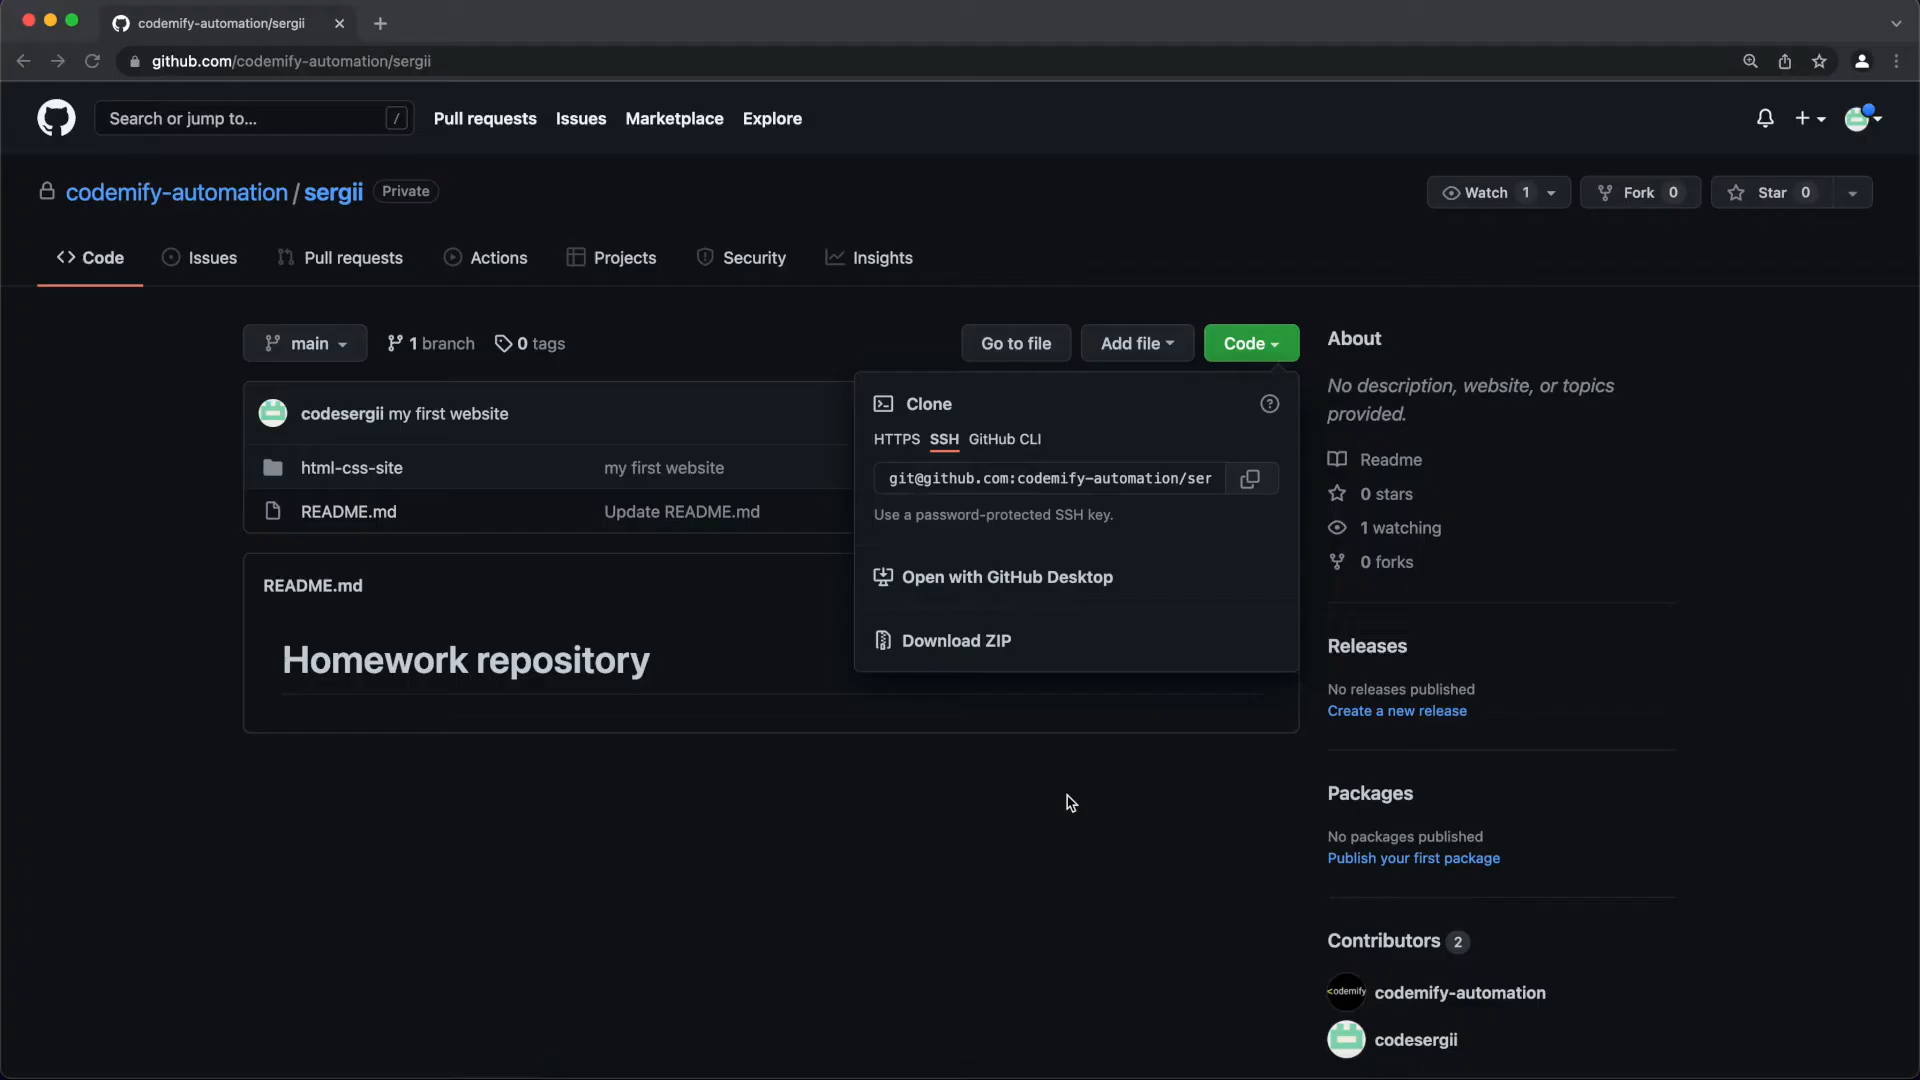 codemify-automation/sergii
github.com/codemify-automation/sergii
Search or jump to... /
Pull requests Issues Marketplace Explore
codemify-automation / sergii Private
Watch 1
Fork 0
Star 0
Code Issues Pull requests Actions Projects Security Insights
main 1 branch 0 tags
Go to file Add file Code
codesergii my first website
html-css-site my first website
README.md Update README.md
Clone
HTTPS SSH GitHub CLI
git@github.com:codemify-automation/ser
Use a password-protected SSH key.
Open with GitHub Desktop
Download ZIP
README.md
Homework repository
About
No description, website, or topics
provided.
Readme
0 stars
1 watching
0 forks
Releases
No releases published
Create a new release
Packages
No packages published
Publish your first package
Contributors 2
<odemify codemify-automation
codesergii